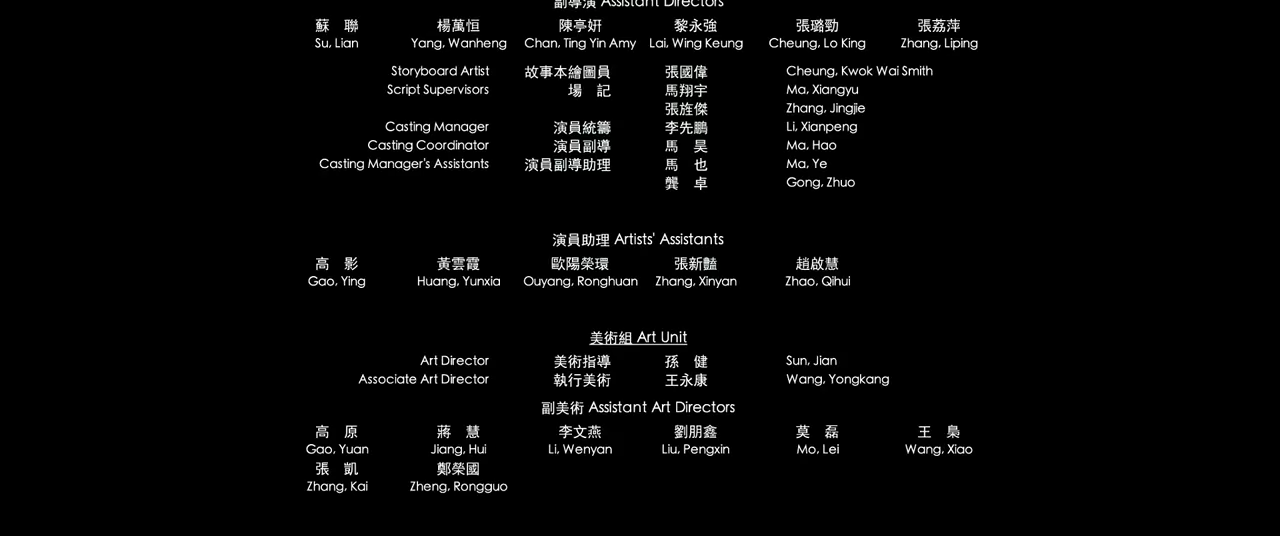 副導演 Assistant Directors
蘇 聯 楊萬恒 陳亭妍 黎永強 張璐勁 張荔萍
Su, Lian Yang, Wanheng Chan, Ting Yin Amy Lai, Wing Keung Cheung, Lo King Zhang, Liping
Storyboard Artist 故事本繪圖員 張國偉 Cheung, Kwok Wai Smith
Script Supervisors 場 記 馬翔宇 Ma, Xiangyu
張旌傑 Zhang, Jingjie
Casting Manager 演員統籌 李先鵬 Li, Xianpeng
Casting Coordinator 演員副導 馬 昊 Ma, Hao
Casting Manager's Assistants 演員副導助理 馬 也 Ma, Ye
龔 卓 Gong, Zhuo
演員助理 Artists' Assistants
高 影 黃雲霞 歐陽榮環 張新豔 趙啟慧
Gao, Ying Huang, Yunxia Ouyang, Ronghuan Zhang, Xinyan Zhao, Qihui
美術組 Art Unit
Art Director 美術指導 孫 健 Sun, Jian
Associate Art Director 執行美術 王永康 Wang, Yongkang
副美術 Assistant Art Directors
高 原 蔣 慧 李文燕 劉朋鑫 莫 磊 王 梟
Gao, Yuan Jiang, Hui Li, Wenyan Liu, Pengxin Mo, Lei Wang, Xiao
張 凱 鄭榮國
Zhang, Kai Zheng, Rongguo